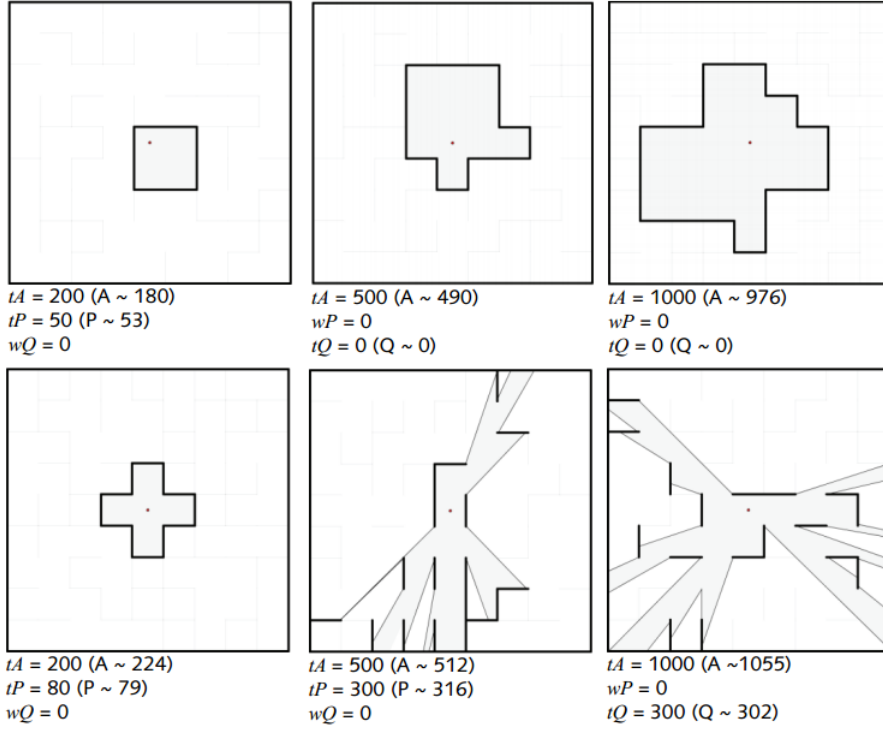 tA = 200 (A ~ 180)
tP = 50 (P ~ 53)
wQ = 0
tA = 500 (A ~ 490)
wP = 0
tQ = 0 (Q ~ 0)
tA = 1000 (A ~ 976)
wP = 0
tQ = 0 (Q ~ 0)
tA = 200 (A ~ 224)
tP = 80 (P ~ 79)
wQ = 0
tA = 500 (A ~ 512)
tP = 300 (P ~ 316)
wQ = 0
tA = 1000 (A ~1055)
wP = 0
tQ = 300 (Q ~ 302)